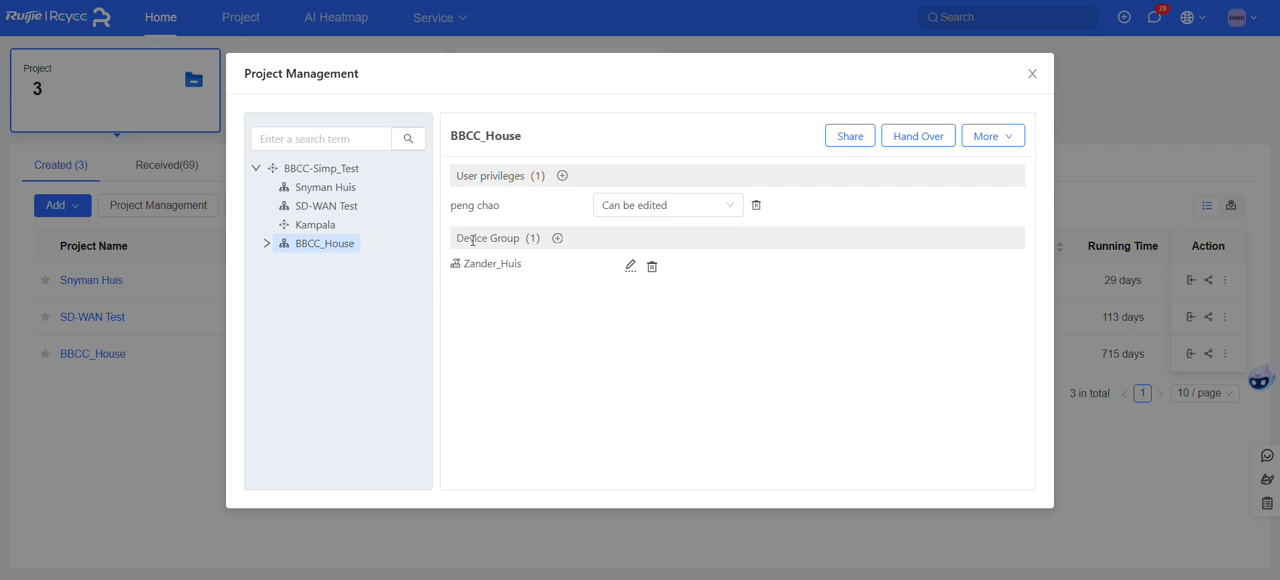 Ruijie | Rcycc
Home
Project
AI Heatmap
Service
Search
29
LOGO
Project
3
Created (3)
Received(69)
Add
Project Management
Project Name
Running Time
Action
Snyman Huis
29 days
SD-WAN Test
113 days
BBCC_House
715 days
3 in total
1
10 / page
Project Management
Enter a search term
BBCC-Simp_Test
Snyman Huis
SD-WAN Test
Kampala
BBCC_House
BBCC_House
Share
Hand Over
More
User privileges (1)
peng chao
Can be edited
Device Group (1)
Zander_Huis